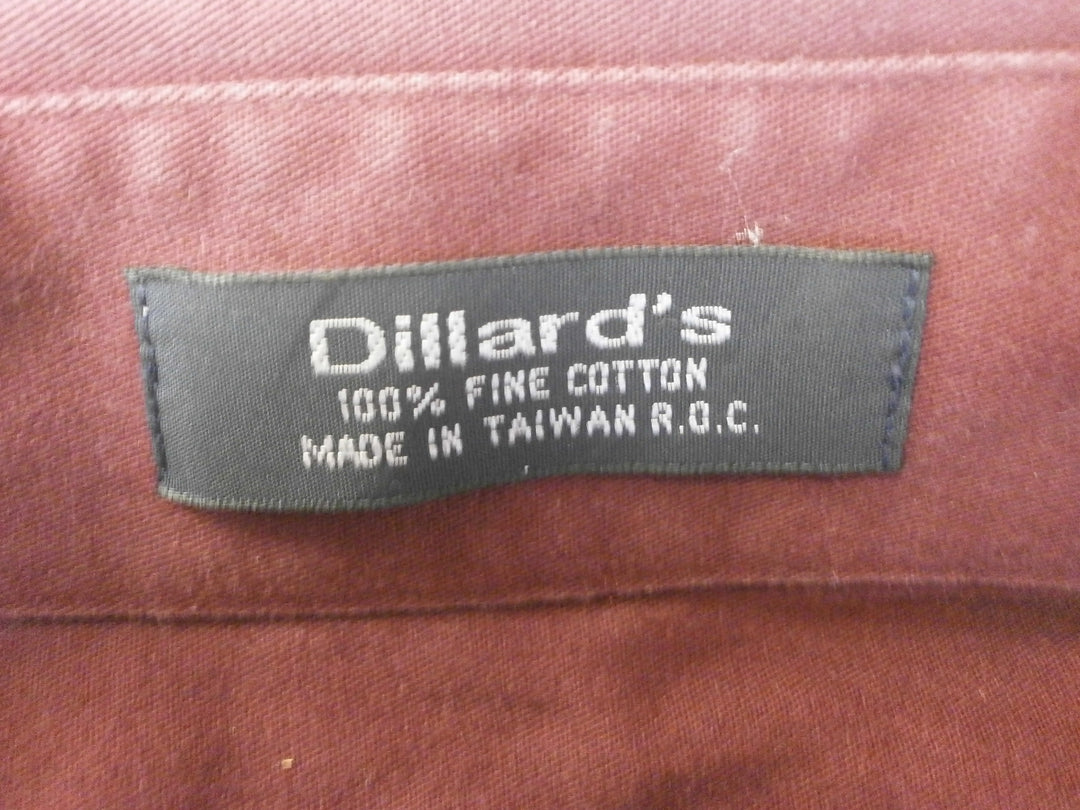 Dillard's
100% FINE COTTON
MADE IN TAIWAN R.O.C.